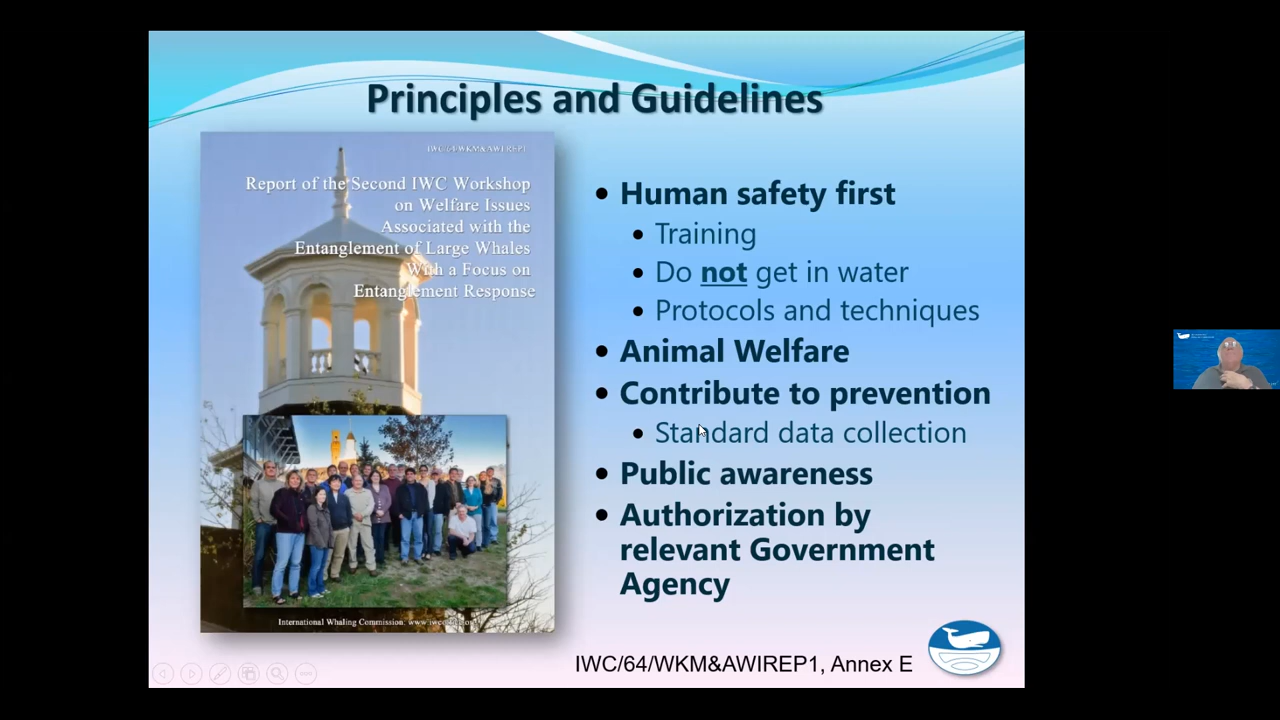 Principles and Guidelines
IWC/64/WKM&AWIREP1
Report of the Second IWC Workshop
on Welfare Issues
Associated with the
Entanglement of Large Whales
With a Focus on
Entanglement Response
International Whaling Commission.
• Human safety first
• Training
• Do not get in water
• Protocols and techniques
• Animal Welfare
• Contribute to prevention
• Standard data collection
• Public awareness
• Authorization by
relevant Government
Agency
IWC/64/WKM&AWIREP1, Annex E